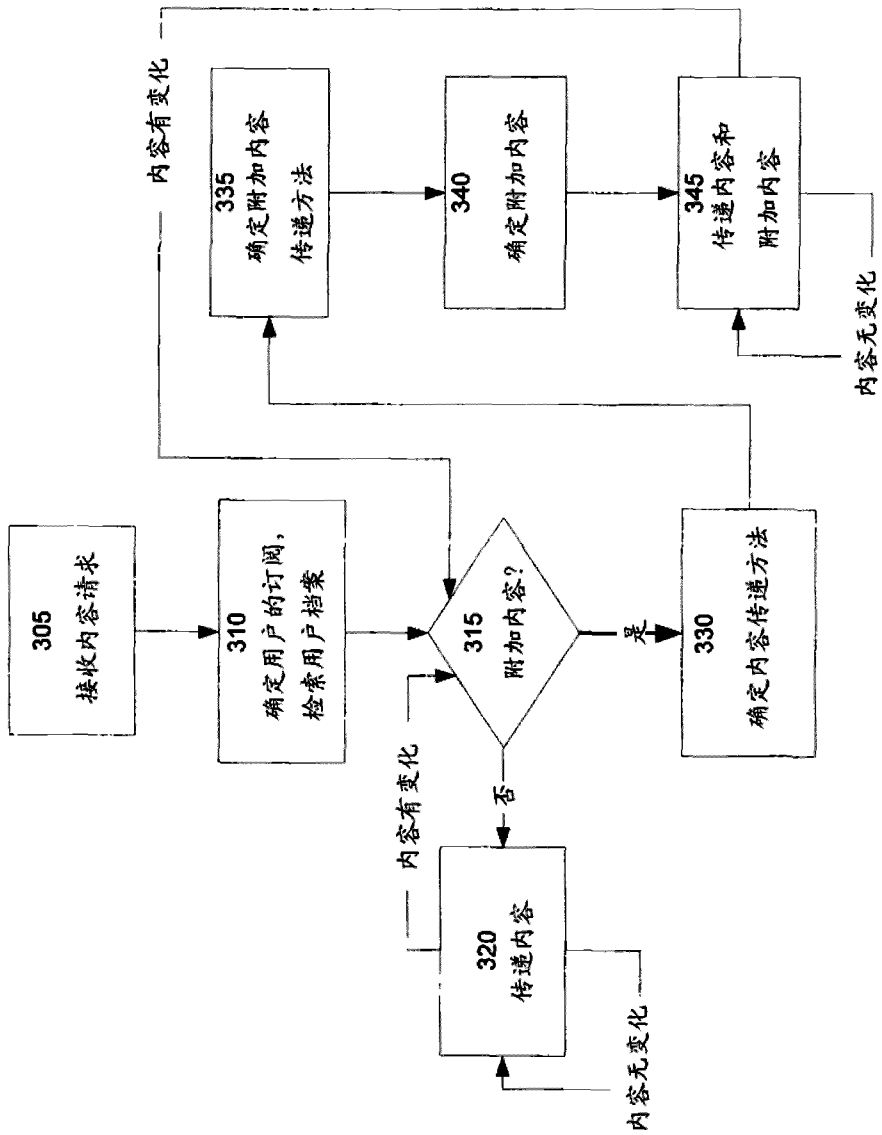 305
接收内容请求
310
确定用户的订阅，
检索用户档案
315
附加内容？
否
是
320
传递内容
内容有变化
内容无变化
330
确定内容传递方法
335
确定附加内容
传递方法
340
确定附加内容
345
传递内容和
附加内容
内容有变化
内容无变化